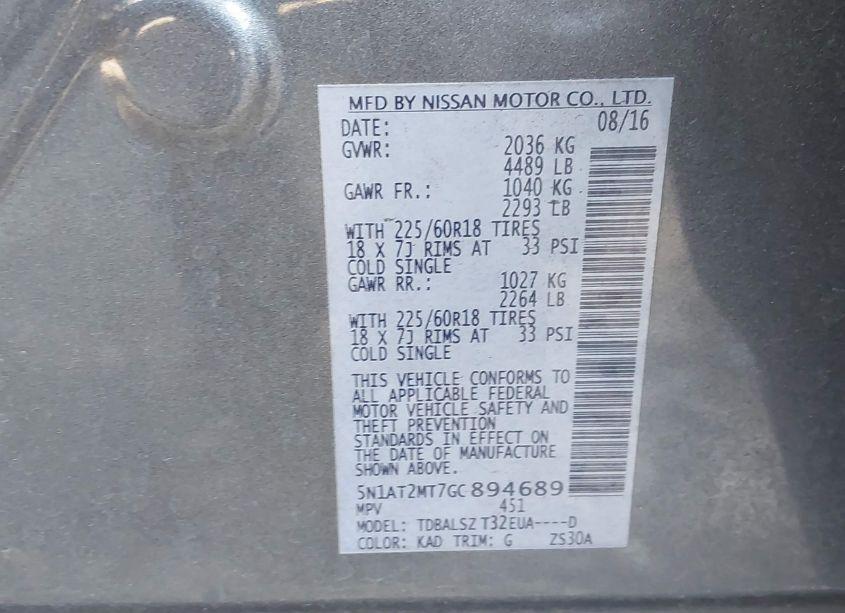 MFD BY NISSAN MOTOR CO., LTD.
DATE: 08/16
GVWR: 2036 KG
4489 LB
GAWR FR.: 1040 KG
2293 LB
WITH 225/60R18 TIRES
18 X 7J RIMS AT 33 PSI
COLD SINGLE
GAWR RR.: 1027 KG
2264 LB
WITH 225/60R18 TIRES
18 X 7J RIMS AT 33 PSI
COLD SINGLE
THIS VEHICLE CONFORMS TO
ALL APPLICABLE FEDERAL
MOTOR VEHICLE SAFETY AND
THEFT PREVENTION
STANDARDS IN EFFECT ON
THE DATE OF MANUFACTURE
SHOWN ABOVE.
5N1AT2MT7GC894689
MPV 451
MODEL: TDBALSZ T32EUA----D
COLOR: KAD TRIM: G ZS30A